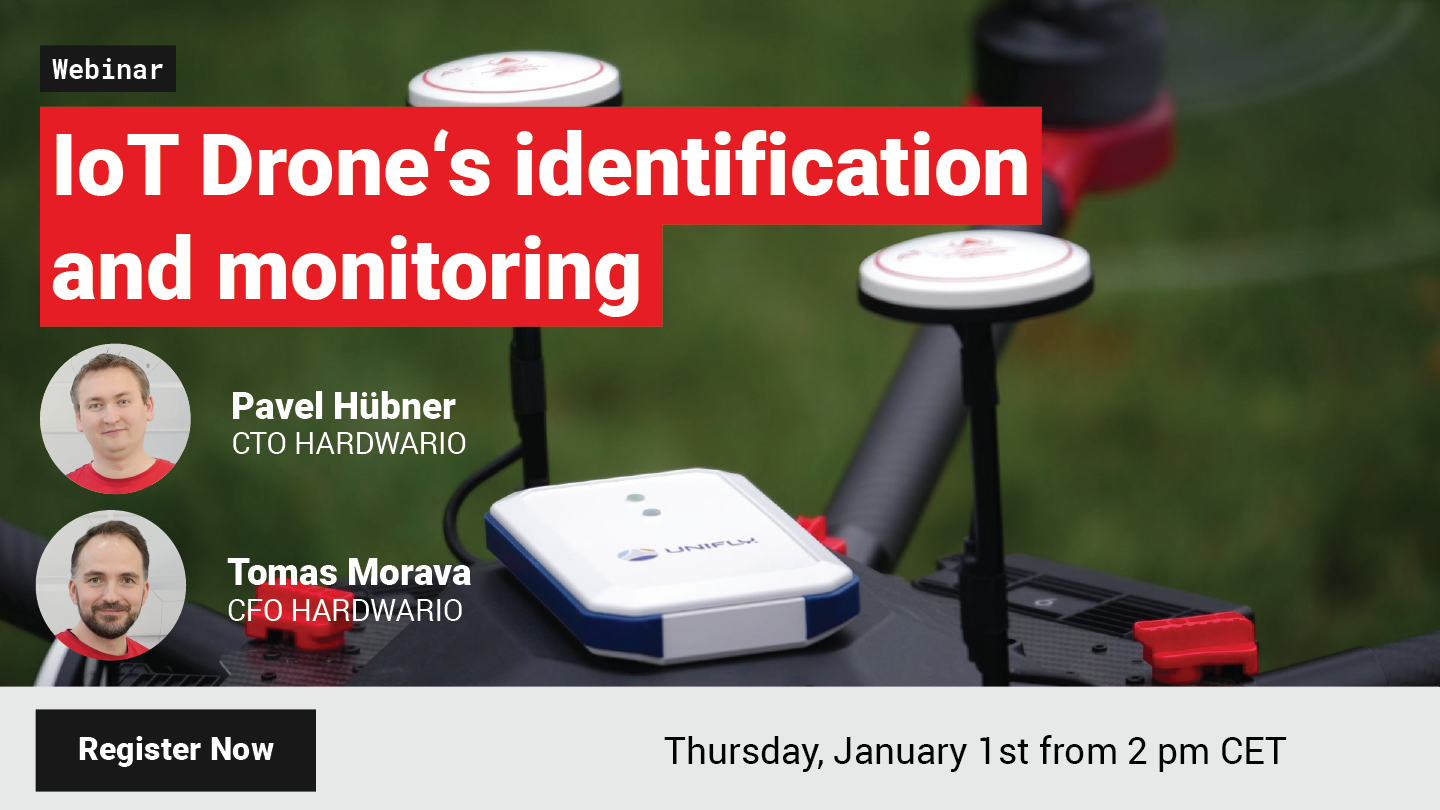 Webinar
IoT Drone‘s identification
and monitoring
Pavel Hübner
CTO HARDWARIO
Tomas Morava
CFO HARDWARIO
UNIFLY
Register Now
Thursday, January 1st from 2 pm CET